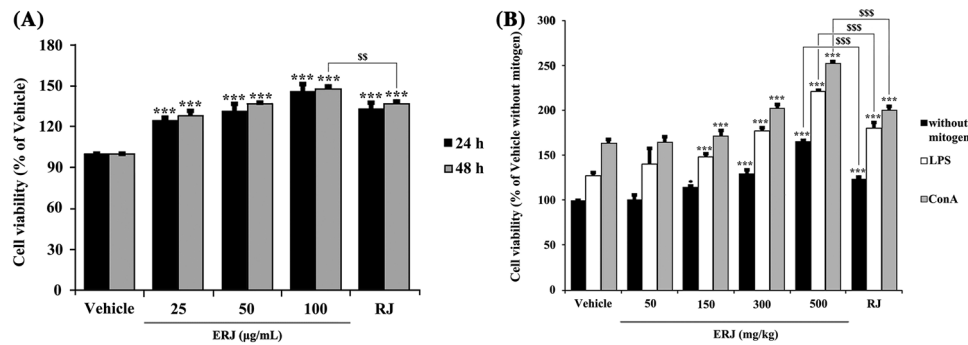 (A)
Cell viability (% of Vehicle)
180
150
120
90
60
30
0
$$
*** *** *** *** *** *** *** ***
24 h
48 h
Vehicle 25 50 100 RJ
ERJ (µg/mL)
(B)
Cell viability (% of Vehicle without mitogen)
300
250
200
150
100
50
0
$$$
$$$
$$$
* *** *** *** *** *** *** *** *** *** *** *** ***
without
mitogen
LPS
ConA
Vehicle 50 150 300 500 RJ
ERJ (mg/kg)